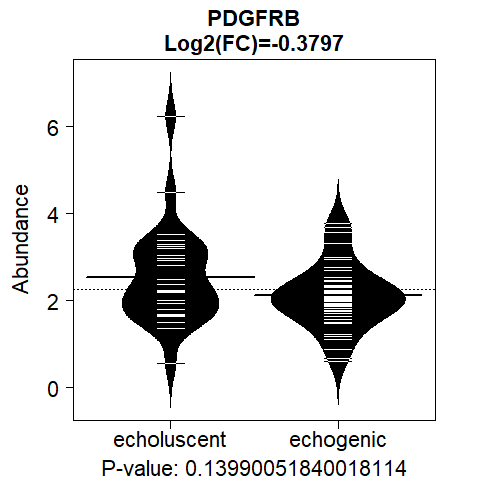 PDGFRB
Log2(FC)=-0.3797
Abundance
6
4
2
0
echoluscent echogenic
P-value: 0.13990051840018114